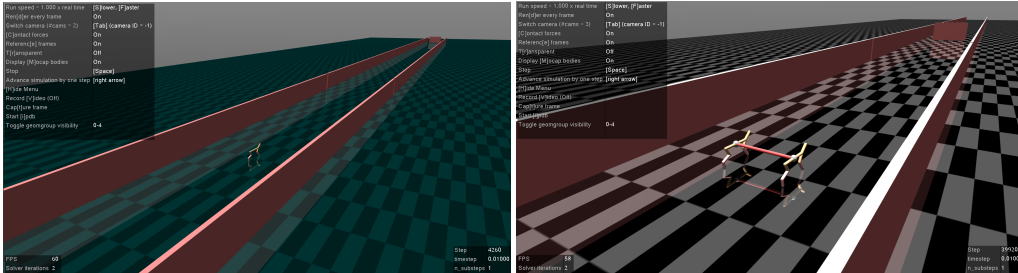 Run speed = 1.000 x real time [S]lower, [F]aster
Ren[d]er every frame On
Switch camera (#cams = 2) [Tab] (camera ID = -1)
[C]ontact forces On
Referenc[e] frames On
T[r]ansparent Off
Display [M]ocap bodies On
Stop [Space]
Advance simulation by one step [right arrow]
[H]ide Menu
Record [V]ideo (Off)
Cap[t]ure frame
Start [i]pdb
Toggle geomgroup visibility 0-4
FPS 60
Solver iterations 2
Step 4260
timestep 0.01000
n_substeps 1
Run speed = 1.000 x real time [S]lower, [F]aster
Ren[d]er every frame On
Switch camera (#cams = 3) [Tab] (camera ID = -1)
[C]ontact forces On
Referenc[e] frames On
T[r]ansparent Off
Display [M]ocap bodies On
Stop [Space]
Advance simulation by one step [right arrow]
[H]ide Menu
Record [V]ideo (Off)
Cap[t]ure frame
Start [i]pdb
Toggle geomgroup visibility 0-4
FPS 58
Solver iterations 2
Step 39920
timestep 0.0100
n_substeps 1